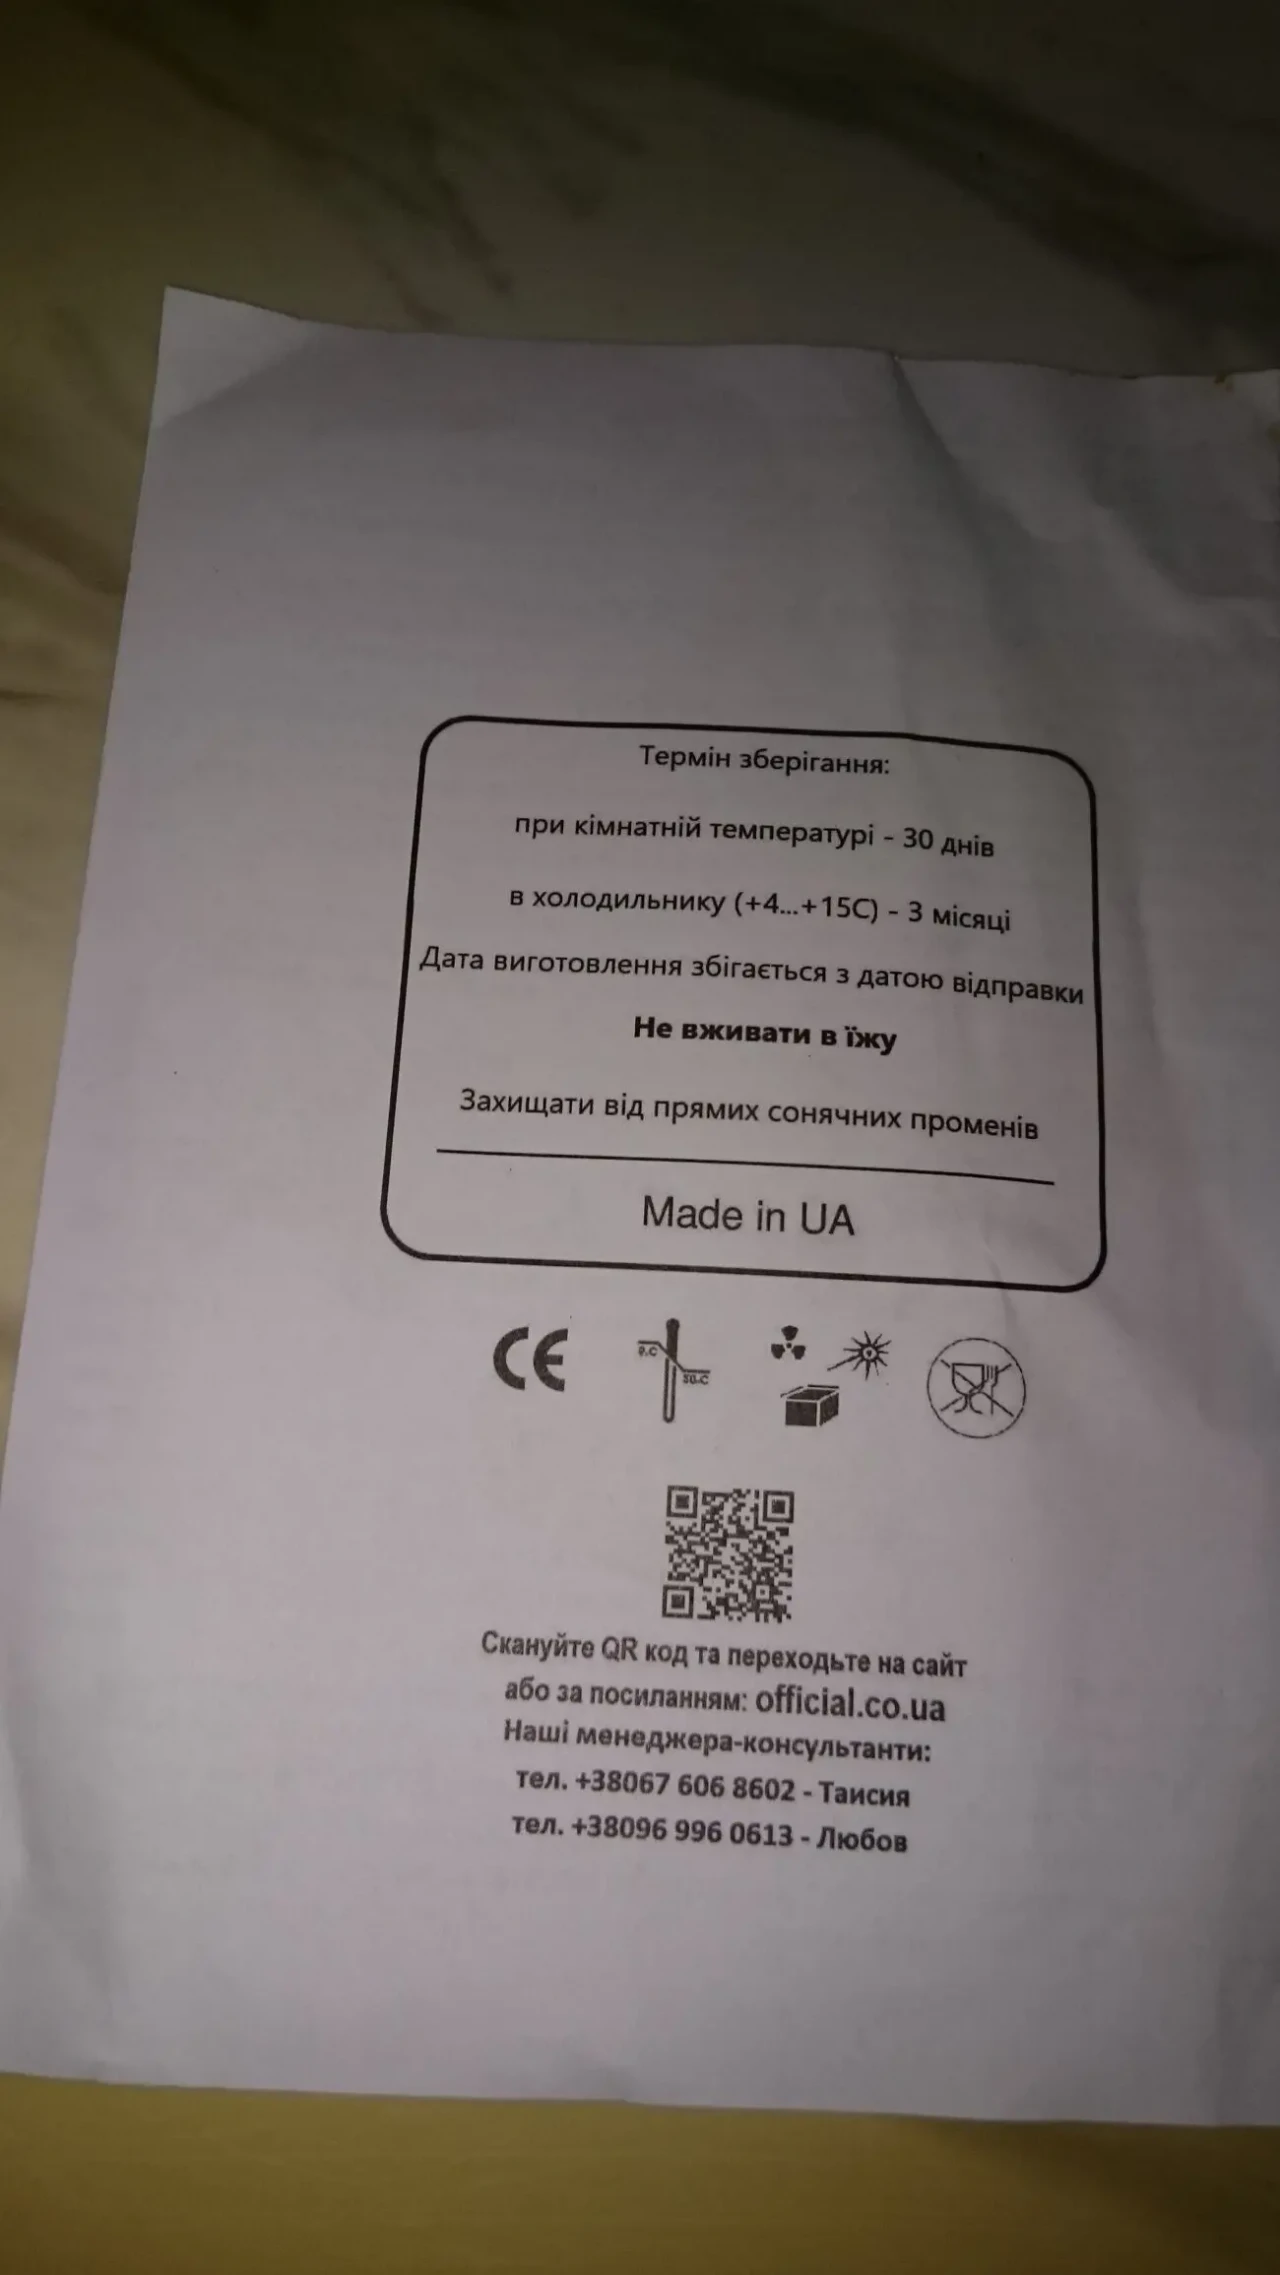 Термін зберігання:
при кімнатній температурі - 30 днів
в холодильнику (+4...+15С) - 3 місяці
Дата виготовлення збігається з датою відправки
Не вживати в їжу
Захищати від прямих сонячних променів
Made in UA
CE
Скануйте QR код та переходьте на сайт
або за посиланням: official.co.ua
Наші менеджера-консультанти:
тел. +38067 606 8602 - Таисия
тел. +38096 996 0613 - Любов